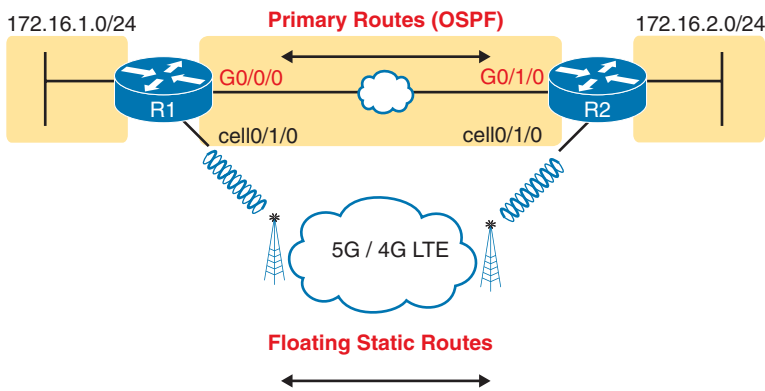 Primary Routes (OSPF)
172.16.1.0/24
172.16.2.0/24
G0/0/0
G0/1/0
R1
R2
cell0/1/0
cell0/1/0
5G / 4G LTE
Floating Static Routes